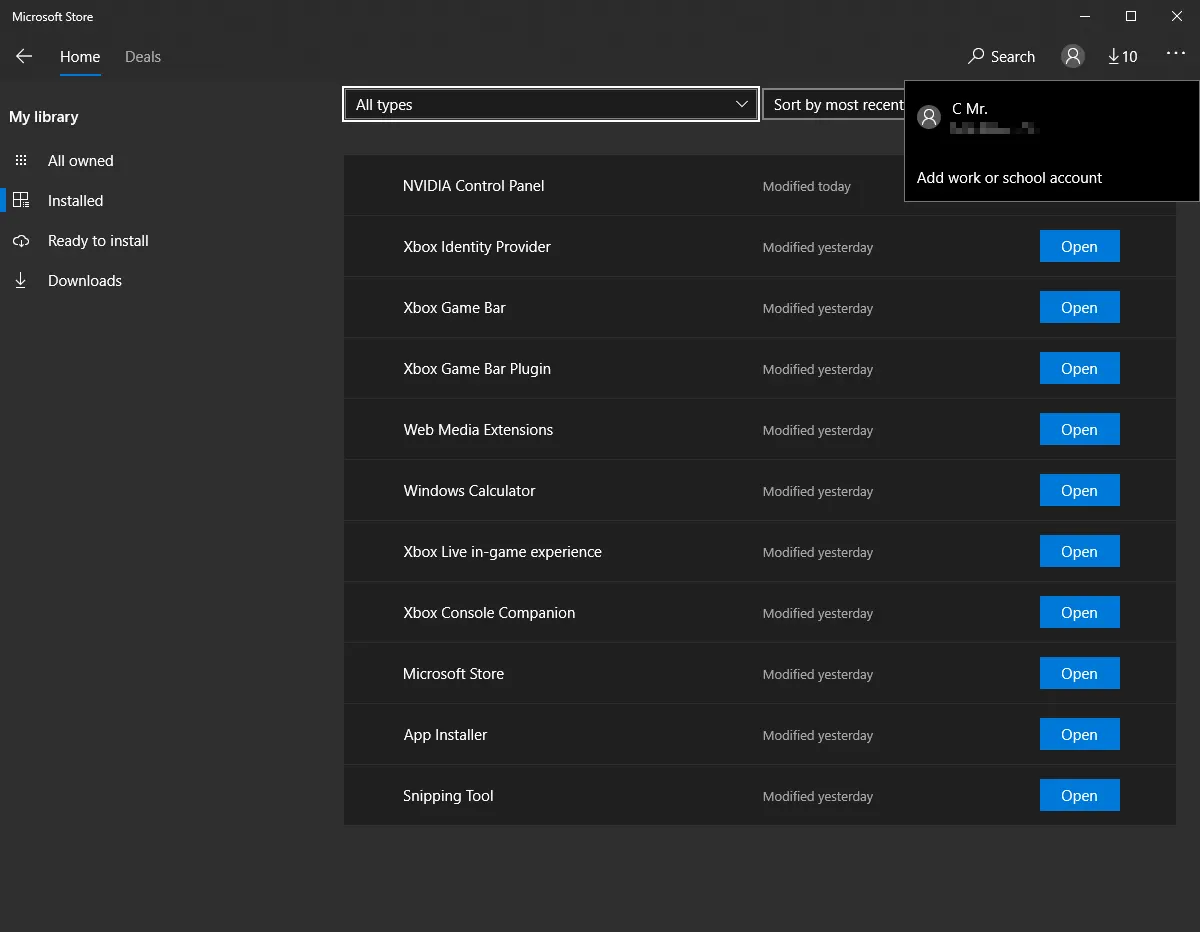 Microsoft Store
Home Deals Search 10
My library
All owned
Installed
Ready to install
Downloads
All types Sort by most recent
C Mr.
Add work or school account
NVIDIA Control Panel Modified today
Xbox Identity Provider Modified yesterday Open
Xbox Game Bar Modified yesterday Open
Xbox Game Bar Plugin Modified yesterday Open
Web Media Extensions Modified yesterday Open
Windows Calculator Modified yesterday Open
Xbox Live in-game experience Modified yesterday Open
Xbox Console Companion Modified yesterday Open
Microsoft Store Modified yesterday Open
App Installer Modified yesterday Open
Snipping Tool Modified yesterday Open